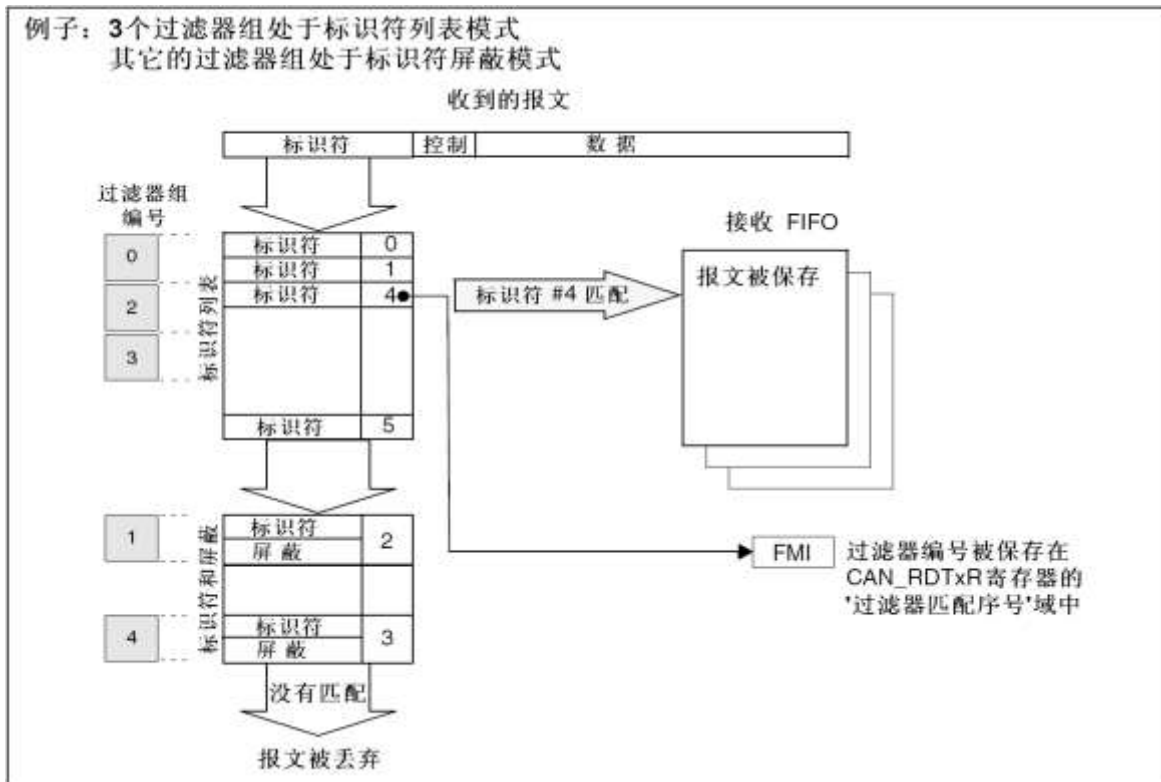 例子：3个过滤器组处于标识符列表模式
其它的过滤器组处于标识符屏蔽模式
收到的报文
标识符 控制 数据
过滤器组
编号
0
2
3
标识符列表
标识符 0
标识符 1
标识符 4
标识符 5
标识符 #4 匹配
接收 FIFO
报文被保存
1
4
标识符和屏蔽
标识符
屏蔽
2
标识符
屏蔽
3
FMI
过滤器编号被保存在
CAN_RDTxR寄存器的
'过滤器匹配序号'域中
没有匹配
报文被丢弃